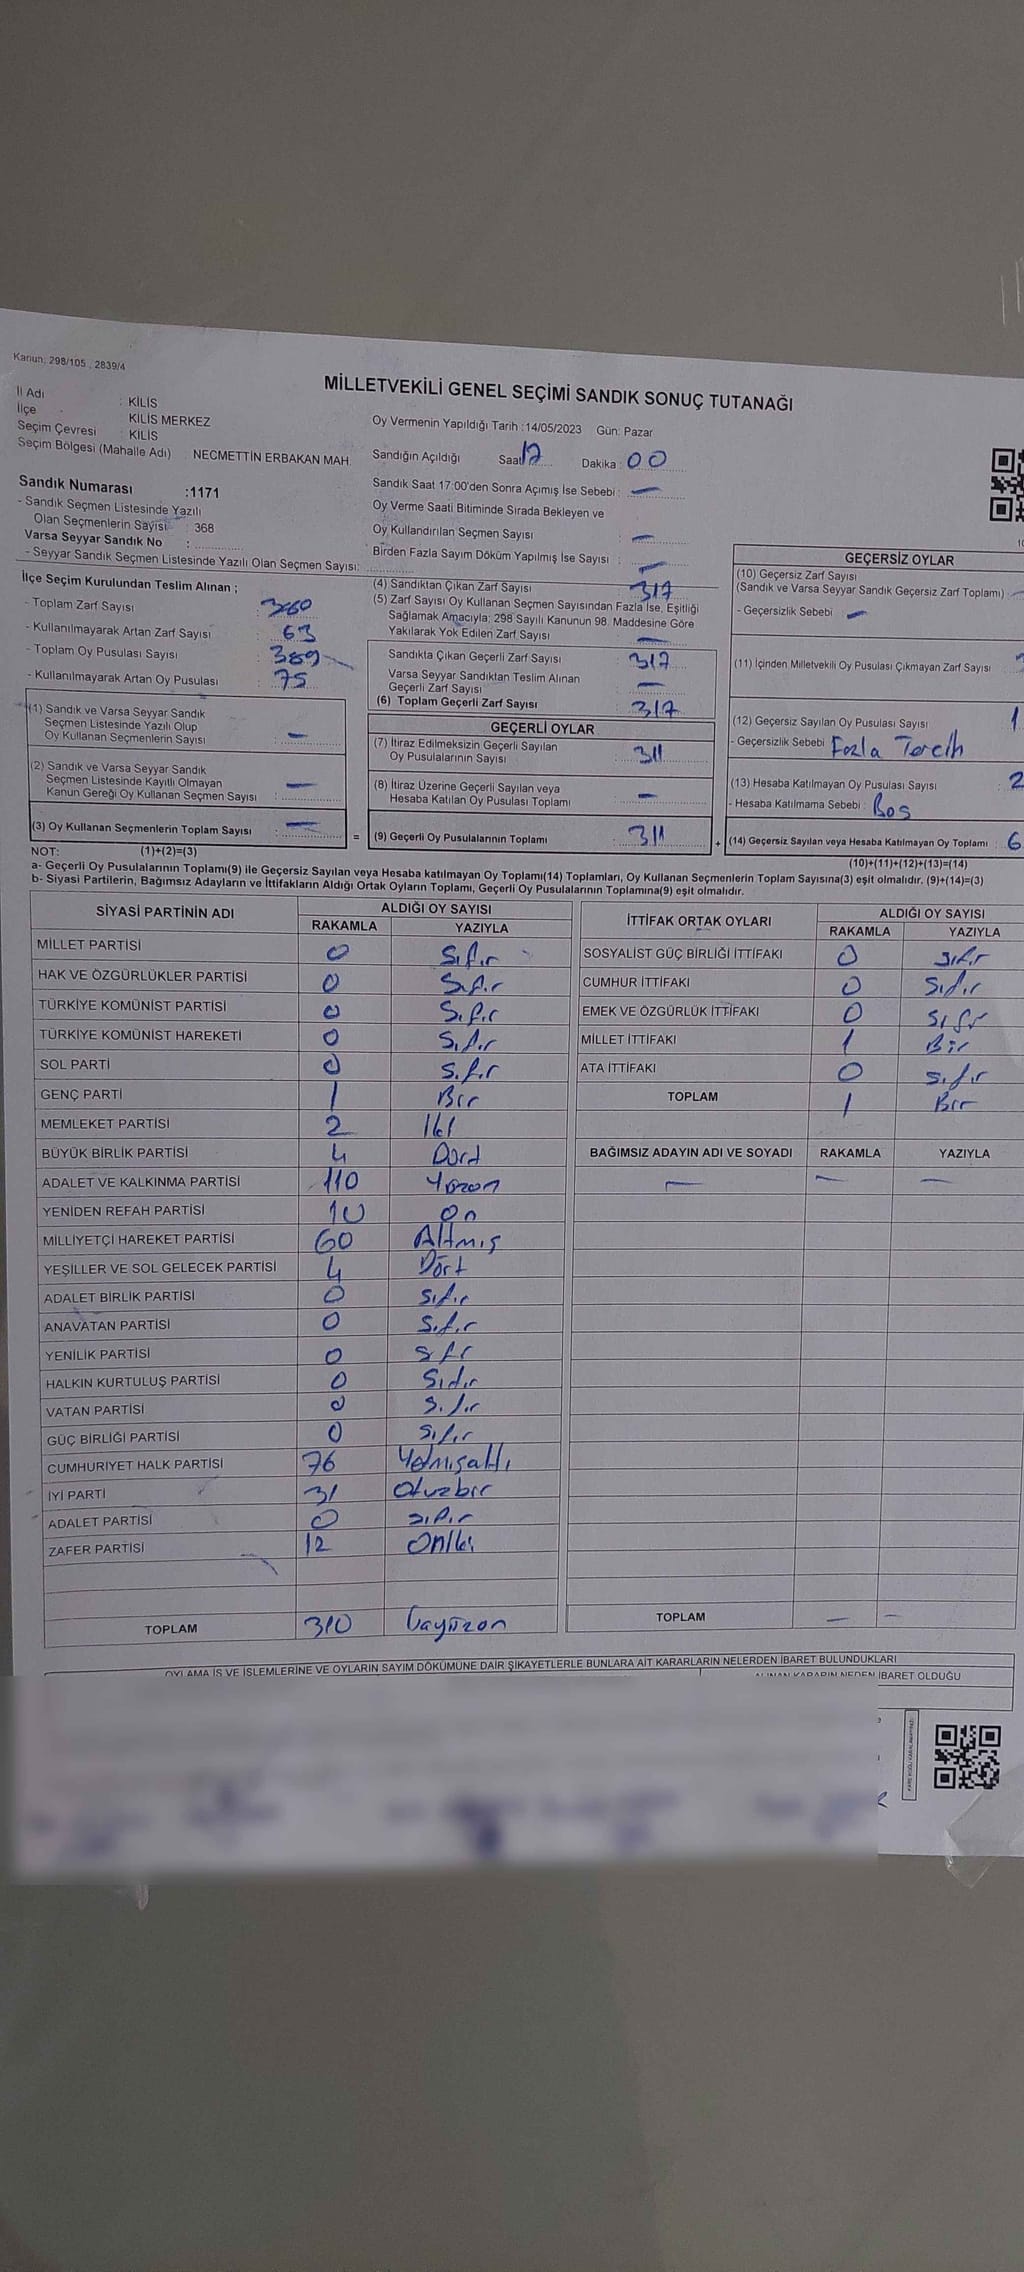 Kanun; 298/105 , 2839/4
MİLLETVEKİLİ GENEL SEÇİMİ SANDIK SONUÇ TUTANAĞI
İl Adı : KİLİS
İlçe : KİLİS MERKEZ
Seçim Çevresi : KİLİS
Seçim Bölgesi (Mahalle Adı) : NECMETTİN ERBAKAN MAH.
Oy Vermenin Yapıldığı Tarih :14/05/2023 Gün: Pazar
Sandığın Açıldığı Saat 17 Dakika : 00
Sandık Saat 17:00'den Sonra Açımış İse Sebebi : —
Oy Verme Saati Bitiminde Sırada Bekleyen ve
Oy Kullandırılan Seçmen Sayısı : —
Birden Fazla Sayım Döküm Yapılmış İse Sayısı : —
Sandık Numarası :1171
- Sandık Seçmen Listesinde Yazılı
Olan Seçmenlerin Sayısı : 368
Varsa Seyyar Sandık No :
- Seyyar Sandık Seçmen Listesinde Yazılı Olan Seçmen Sayısı:
İlçe Seçim Kurulundan Teslim Alınan ;
- Toplam Zarf Sayısı : 380
- Kullanılmayarak Artan Zarf Sayısı : 63
- Toplam Oy Pusulası Sayısı : 389
- Kullanılmayarak Artan Oy Pusulası : 75
(1) Sandık ve Varsa Seyyar Sandık
Seçmen Listesinde Yazılı Olup
Oy Kullanan Seçmenlerin Sayısı : —
(2) Sandık ve Varsa Seyyar Sandık
Seçmen Listesinde Kayıtlı Olmayan
Kanun Gereği Oy Kullanan Seçmen Sayısı : —
(3) Oy Kullanan Seçmenlerin Toplam Sayısı : —
(4) Sandıktan Çıkan Zarf Sayısı : 317
(5) Zarf Sayısı Oy Kullanan Seçmen Sayısından Fazla İse, Eşitliği
Sağlamak Amacıyla; 298 Sayılı Kanunun 98. Maddesine Göre
Yakılarak Yok Edilen Zarf Sayısı : —
Sandıkta Çıkan Geçerli Zarf Sayısı : 317
Varsa Seyyar Sandıktan Teslim Alınan
Geçerli Zarf Sayısı : —
(6) Toplam Geçerli Zarf Sayısı : 317
GEÇERLİ OYLAR
(7) İtiraz Edilmeksizin Geçerli Sayılan
Oy Pusulalarının Sayısı : 311
(8) İtiraz Üzerine Geçerli Sayılan veya
Hesaba Katılan Oy Pusulası Toplamı : —
= (9) Geçerli Oy Pusulalarının Toplamı : 311 +
GEÇERSİZ OYLAR
(10) Geçersiz Zarf Sayısı
(Sandık ve Varsa Seyyar Sandık Geçersiz Zarf Toplamı) : —
- Geçersizlik Sebebi : —
(11) İçinden Milletvekili Oy Pusulası Çıkmayan Zarf Sayısı :
(12) Geçersiz Sayılan Oy Pusulası Sayısı : 1
- Geçersizlik Sebebi : Fazla Tercih
(13) Hesaba Katılmayan Oy Pusulası Sayısı : 2
- Hesaba Katılmama Sebebi : Boş
(14) Geçersiz Sayılan veya Hesaba Katılmayan Oy Toplamı : 6
NOT: (1)+(2)=(3)
(10)+(11)+(12)+(13)=(14)
a- Geçerli Oy Pusulalarının Toplamı(9) ile Geçersiz Sayılan veya Hesaba katılmayan Oy Toplamı(14) Toplamları, Oy Kullanan Seçmenlerin Toplam Sayısına(3) eşit olmalıdır. (9)+(14)=(3)
b- Siyasi Partilerin, Bağımsız Adayların ve İttifakların Aldığı Ortak Oyların Toplamı, Geçerli Oy Pusulalarının Toplamına(9) eşit olmalıdır.
SİYASİ PARTİNİN ADI ALDIĞI OY SAYISI
RAKAMLA YAZIYLA
MİLLET PARTİSİ 0 Sıfır
HAK VE ÖZGÜRLÜKLER PARTİSİ 0 Sıfır
TÜRKİYE KOMÜNİST PARTİSİ 0 Sıfır
TÜRKİYE KOMÜNİST HAREKETİ 0 Sıfır
SOL PARTİ 0 Sıfır
GENÇ PARTİ 1 Bir
MEMLEKET PARTİSİ 2 İki
BÜYÜK BİRLİK PARTİSİ 4 Dört
ADALET VE KALKINMA PARTİSİ 110 Yüzon
YENİDEN REFAH PARTİSİ 10 On
MİLLİYETÇİ HAREKET PARTİSİ 60 Altmış
YEŞİLLER VE SOL GELECEK PARTİSİ 4 Dört
ADALET BİRLİK PARTİSİ 0 Sıfır
ANAVATAN PARTİSİ 0 Sıfır
YENİLİK PARTİSİ 0 Sıfır
HALKIN KURTULUŞ PARTİSİ 0 Sıfır
VATAN PARTİSİ 0 Sıfır
GÜÇ BİRLİĞİ PARTİSİ 0 Sıfır
CUMHURİYET HALK PARTİSİ 76 Yetmişaltı
İYİ PARTİ 31 Otuzbir
ADALET PARTİSİ 0 Sıfır
ZAFER PARTİSİ 12 Oniki
TOPLAM 310 Üçyüzon
İTTİFAK ORTAK OYLARI ALDIĞI OY SAYISI
RAKAMLA YAZIYLA
SOSYALİST GÜÇ BİRLİĞİ İTTİFAKI 0 Sıfır
CUMHUR İTTİFAKI 0 Sıfır
EMEK VE ÖZGÜRLÜK İTTİFAKI 0 Sıfır
MİLLET İTTİFAKI 1 Bir
ATA İTTİFAKI 0 Sıfır
TOPLAM 1 Bir
BAĞIMSIZ ADAYIN ADI VE SOYADI RAKAMLA YAZIYLA
— — —
TOPLAM — —
OYLAMA İŞ VE İŞLEMLERİNE VE OYLARIN SAYIM DÖKÜMÜNE DAİR ŞİKAYETLERLE BUNLARA AİT KARARLARIN NELERDEN İBARET BULUNDUKLARI
ALINAN KARARIN NEDEN İBARET OLDUĞU